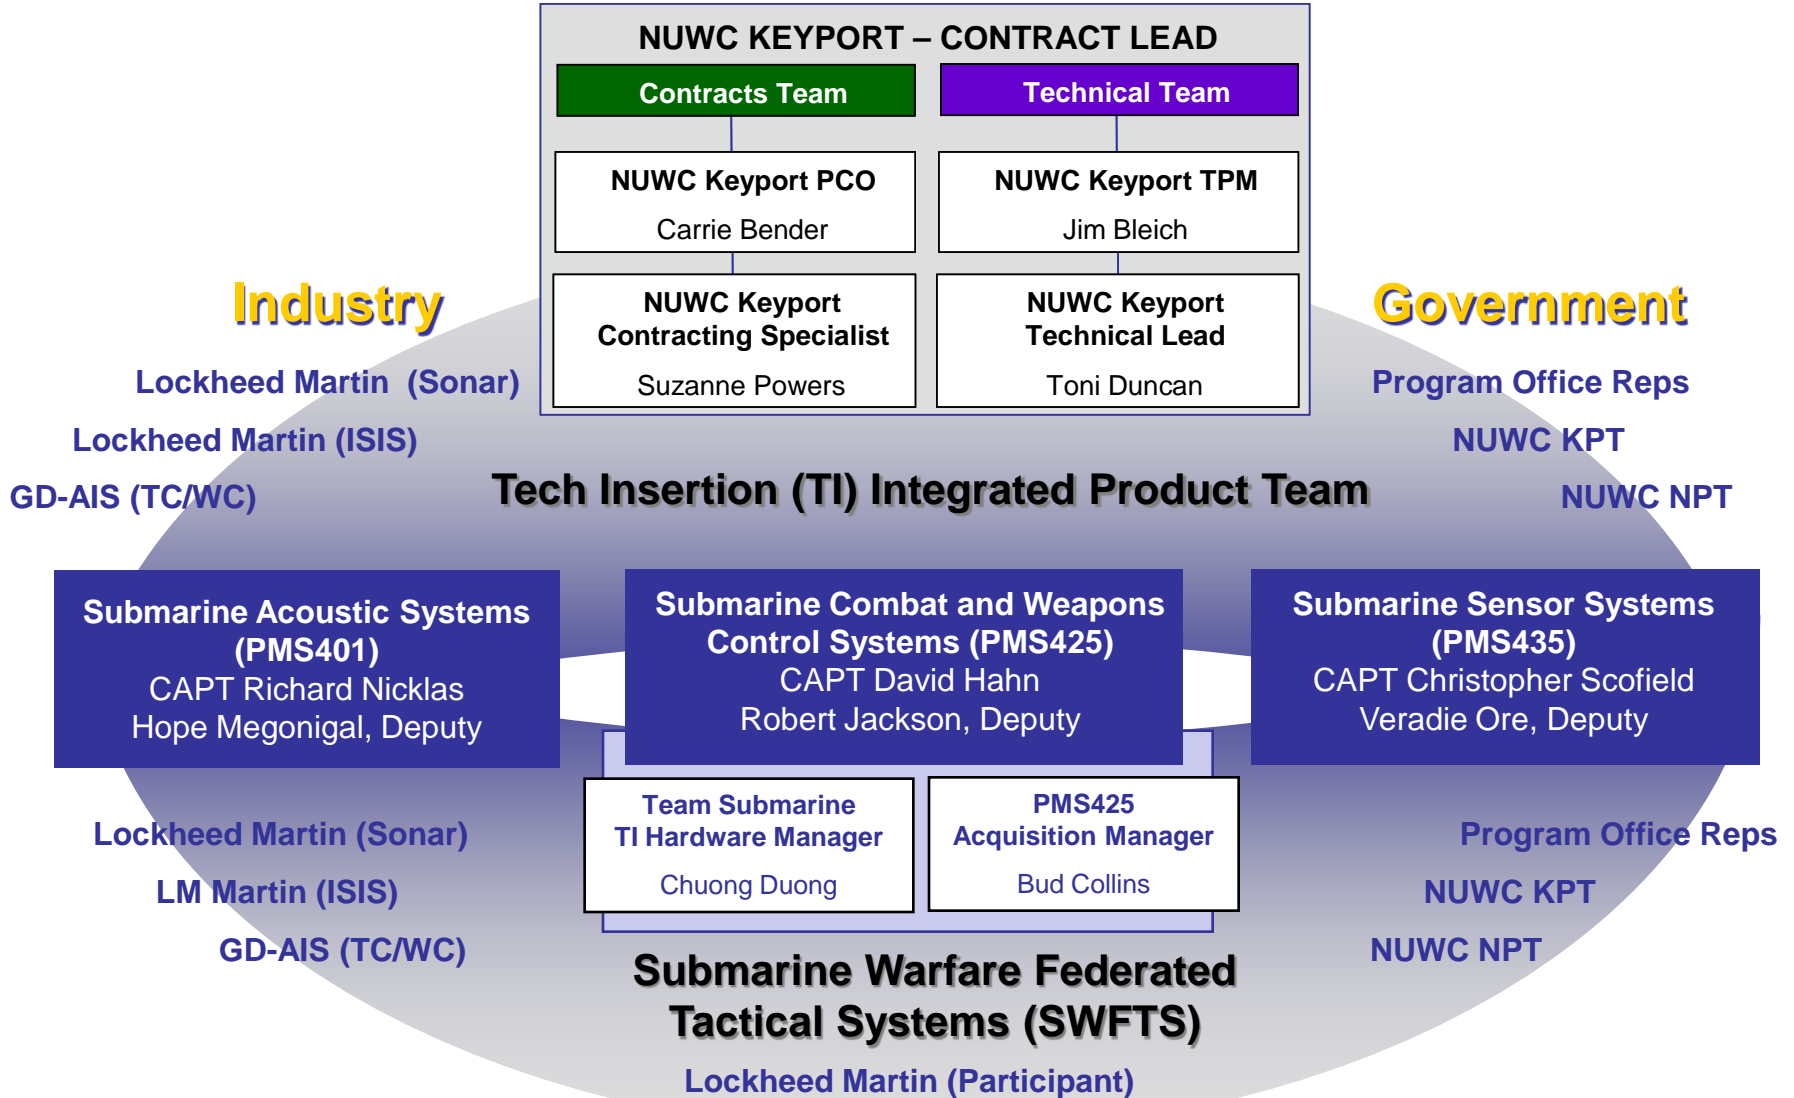 NUWC KEYPORT – CONTRACT LEAD
Contracts Team
Technical Team
NUWC Keyport PCO
Carrie Bender
NUWC Keyport TPM
Jim Bleich
NUWC Keyport
Contracting Specialist
Suzanne Powers
NUWC Keyport
Technical Lead
Toni Duncan
Industry
Lockheed Martin (Sonar)
Lockheed Martin (ISIS)
GD-AIS (TC/WC)
Government
Program Office Reps
NUWC KPT
NUWC NPT
Tech Insertion (TI) Integrated Product Team
Submarine Acoustic Systems
(PMS401)
CAPT Richard Nicklas
Hope Megonigal, Deputy
Submarine Combat and Weapons
Control Systems (PMS425)
CAPT David Hahn
Robert Jackson, Deputy
Submarine Sensor Systems
(PMS435)
CAPT Christopher Scofield
Veradie Ore, Deputy
Team Submarine
TI Hardware Manager
Chuong Duong
PMS425
Acquisition Manager
Bud Collins
Lockheed Martin (Sonar)
LM Martin (ISIS)
GD-AIS (TC/WC)
Program Office Reps
NUWC KPT
NUWC NPT
Submarine Warfare Federated
Tactical Systems (SWFTS)
Lockheed Martin (Participant)